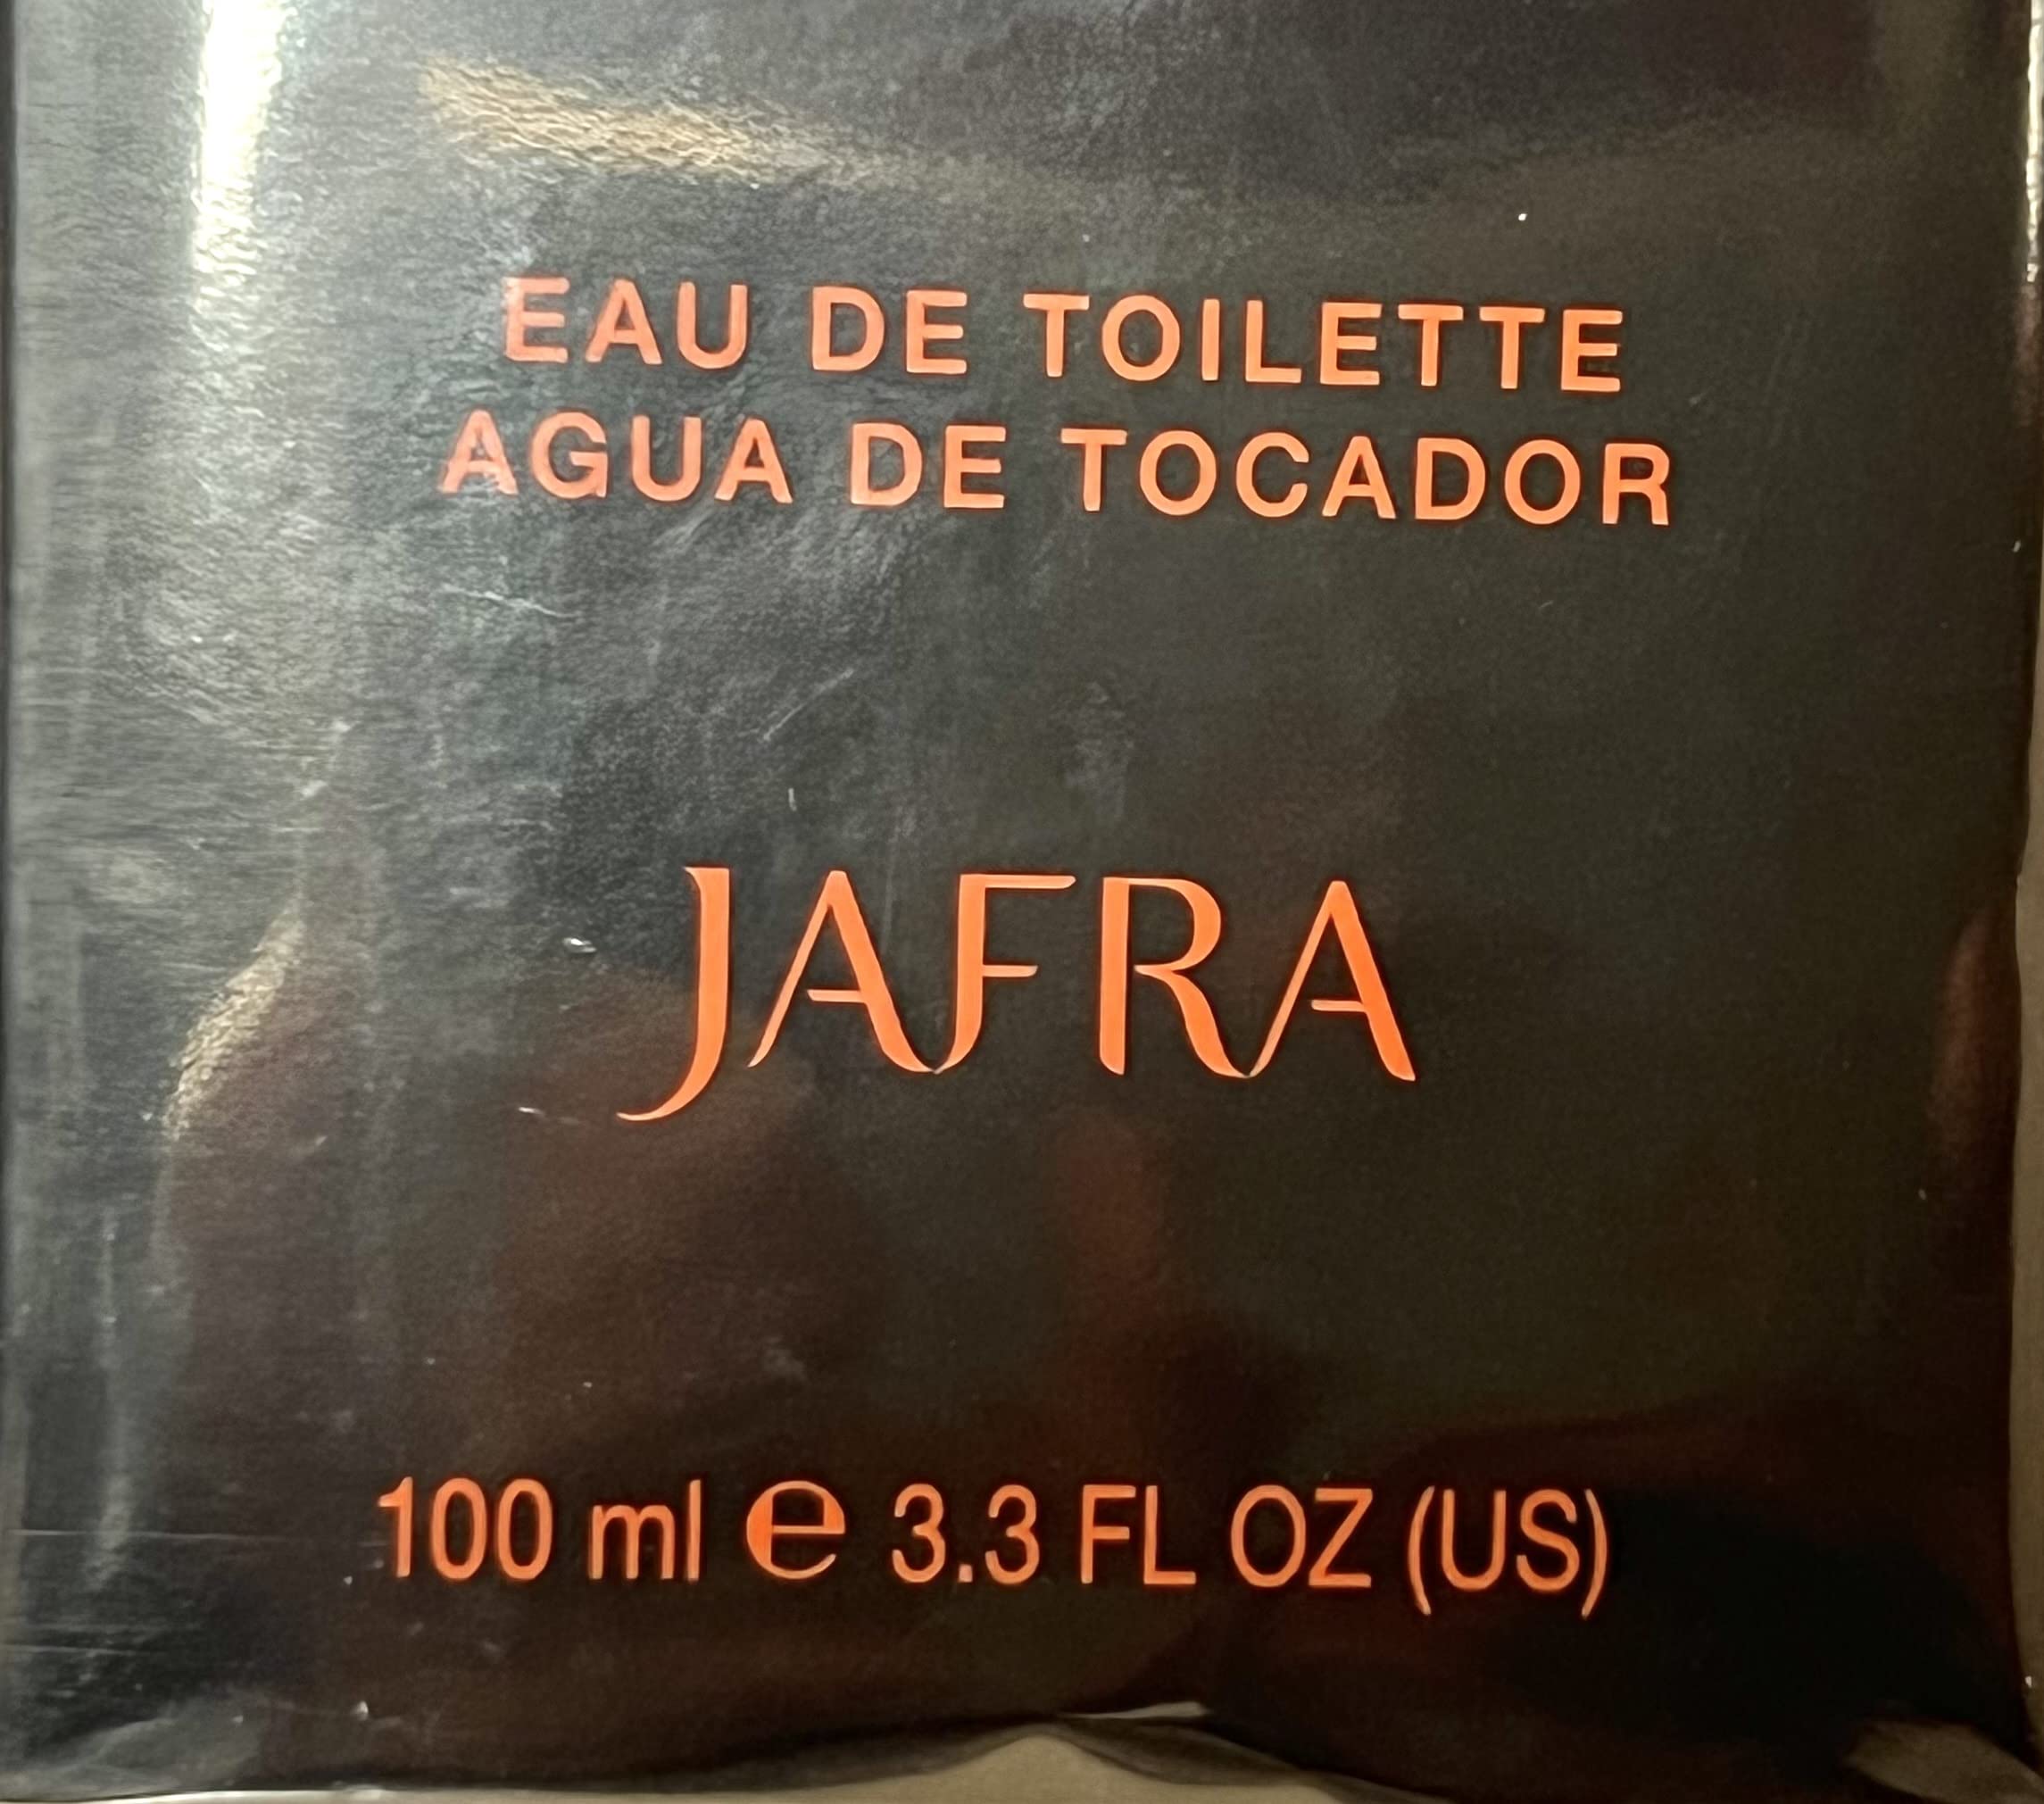 EAU DE TOILETTE
AGUA DE TOCADOR
JAFRA
100 ml ℮ 3.3 FL OZ (US)